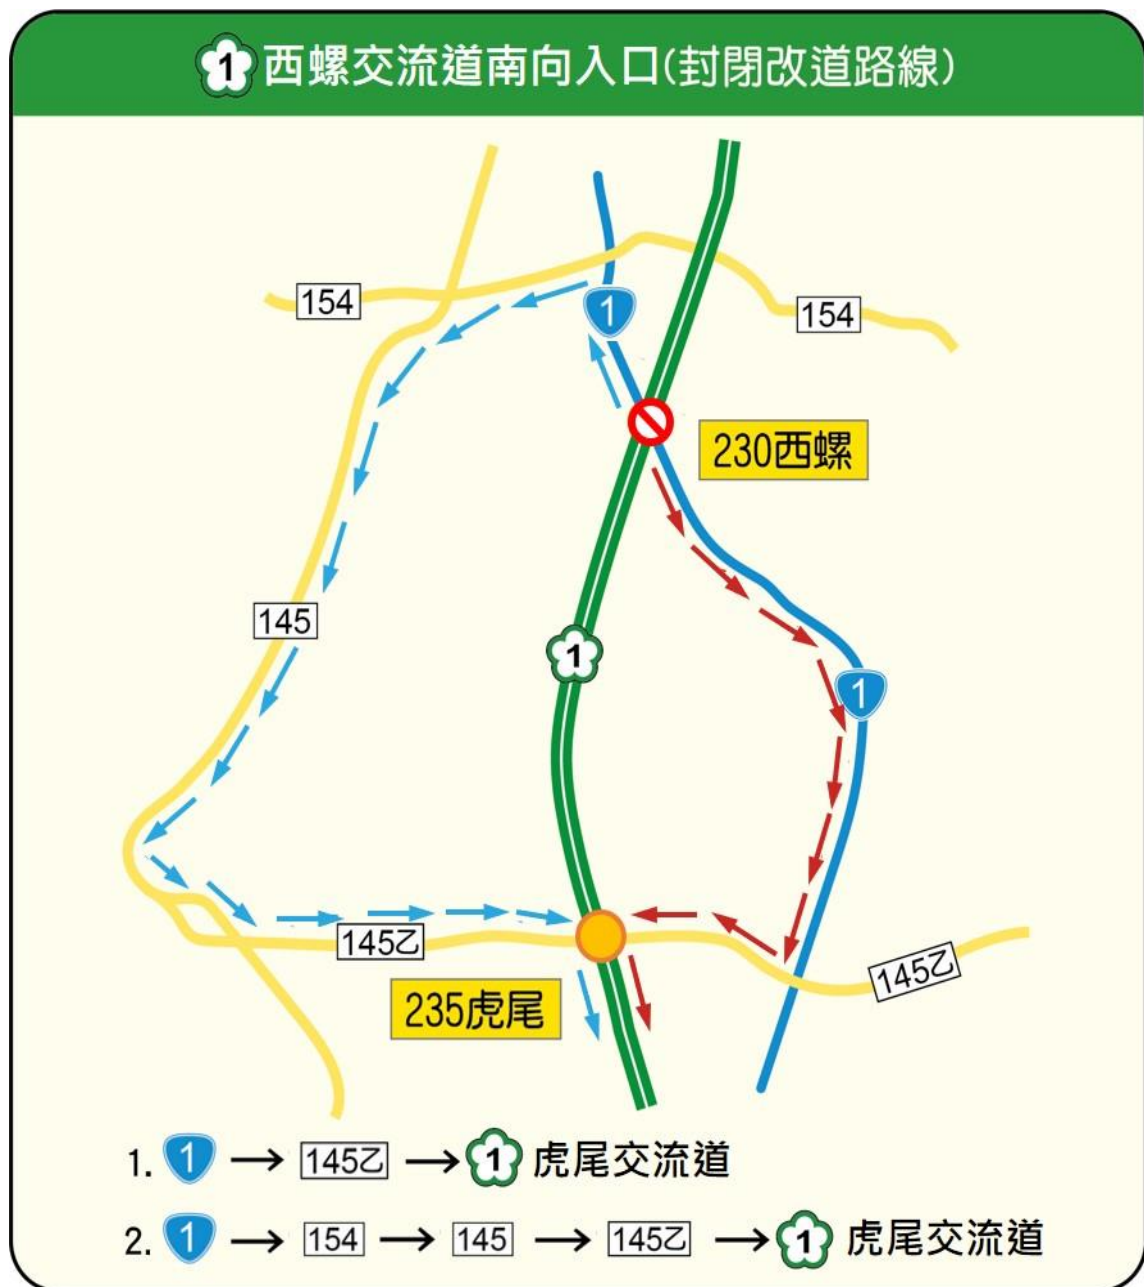 1 西螺交流道南向入口(封閉改道路線)
154
1
154
230西螺
145
1
1
145乙
145乙
235虎尾
1. 1 → 145乙 → 1 虎尾交流道
2. 1 → 154 → 145 → 145乙 → 1 虎尾交流道